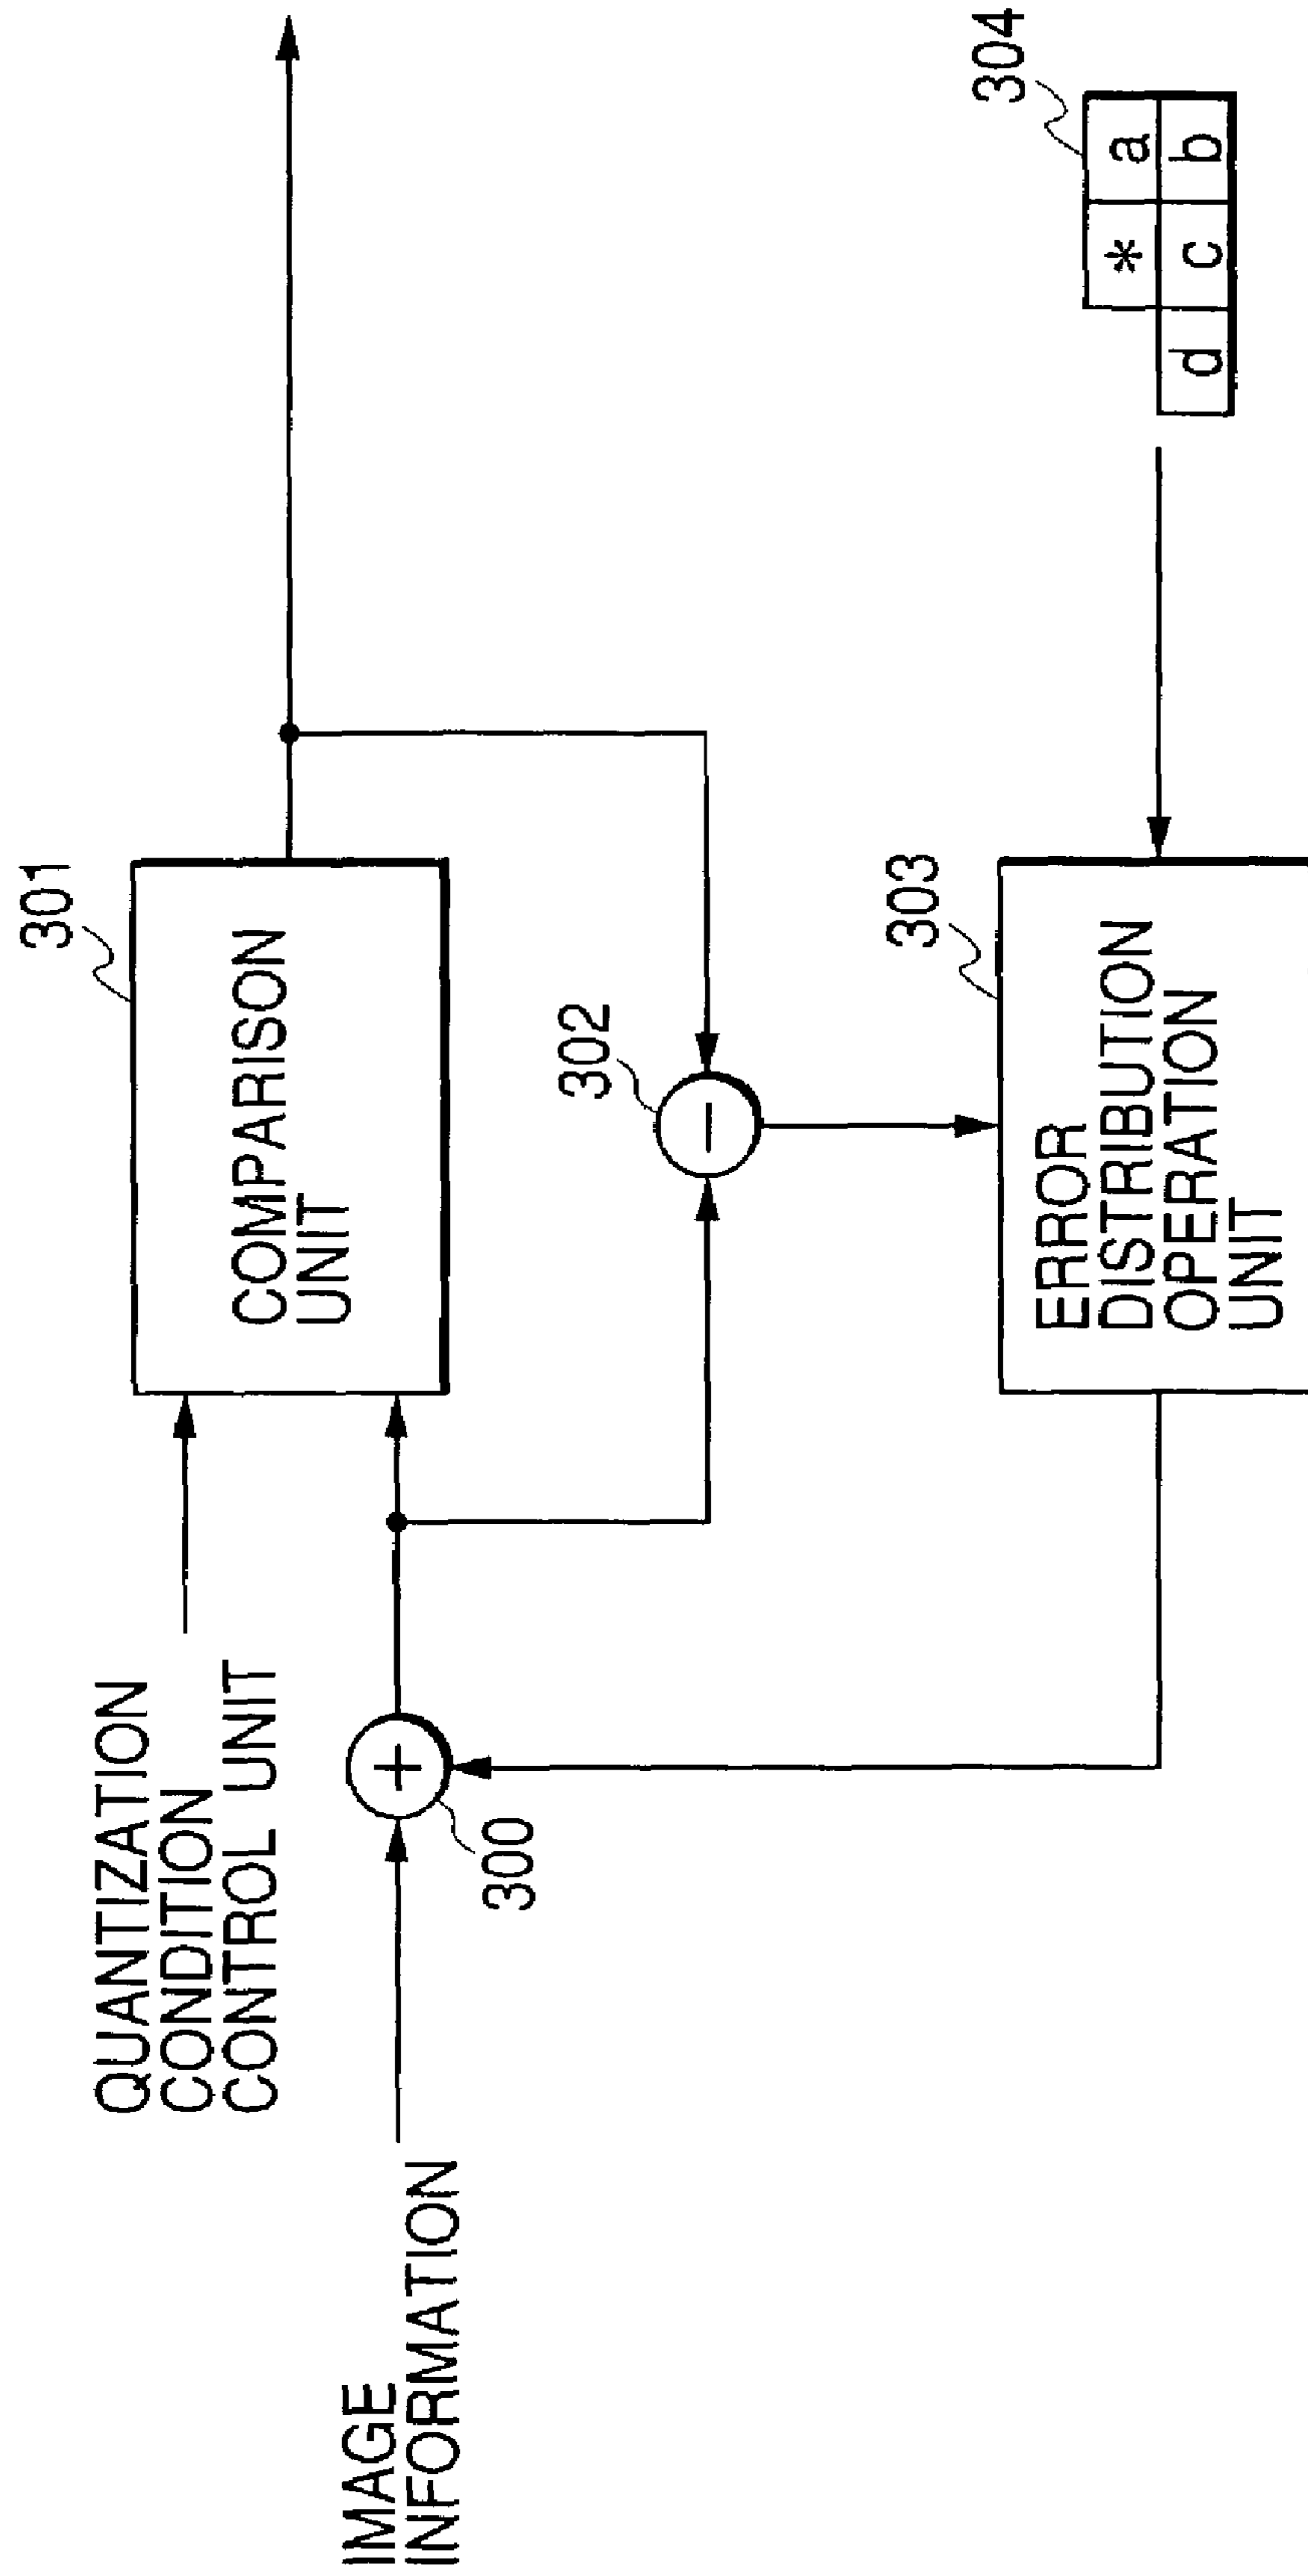 QUANTIZATION
CONDITION
CONTROL UNIT
301
COMPARISON
UNIT
IMAGE
INFORMATION
+
300
302
−
303
ERROR
DISTRIBUTION
OPERATION
UNIT
304
* a
d c b